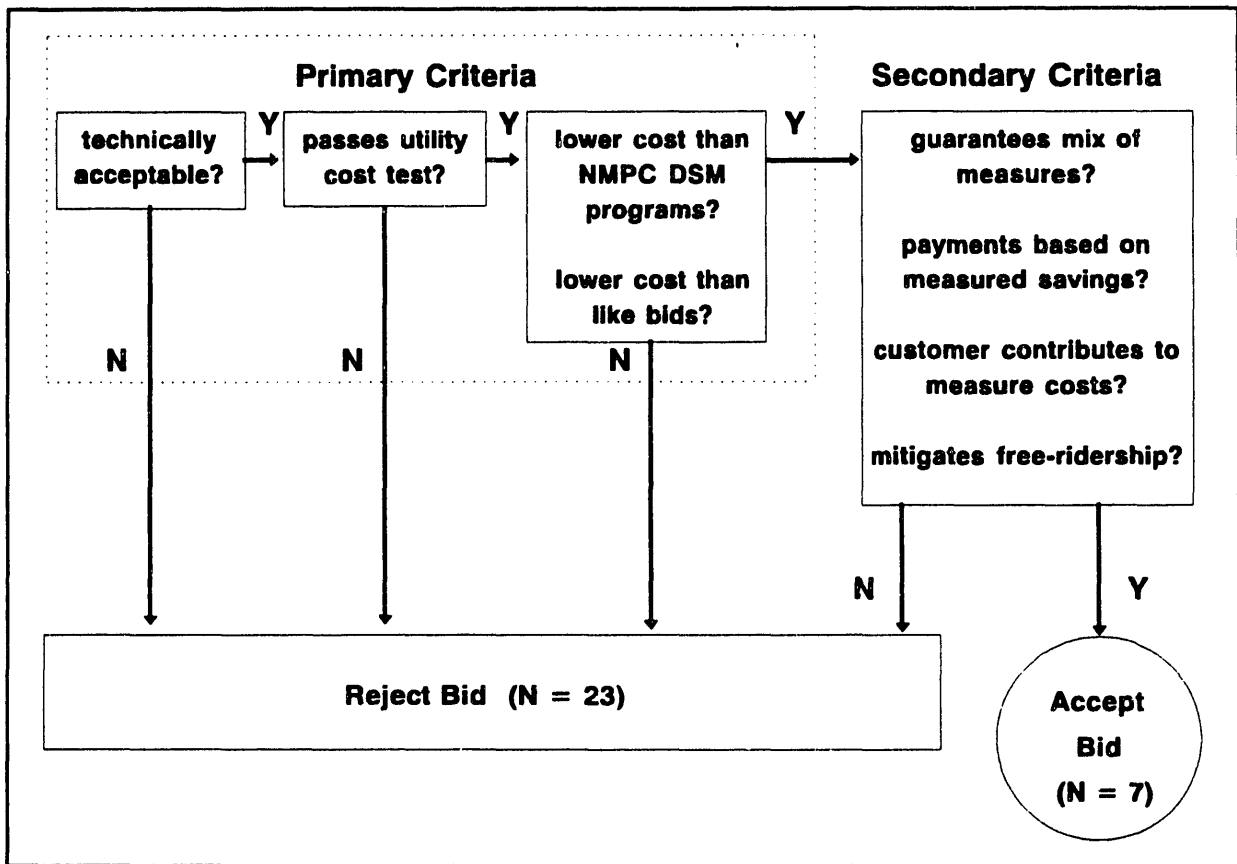 Primary Criteria
Secondary Criteria
technically
acceptable?
Y
passes utility
cost test?
Y
lower cost than
NMPC DSM
programs?
lower cost than
like bids?
Y
guarantees mix of
measures?
payments based on
measured savings?
customer contributes to
measure costs?
mitigates free-ridership?
N
N
N
N
Y
Reject Bid (N = 23)
Accept
Bid
(N = 7)